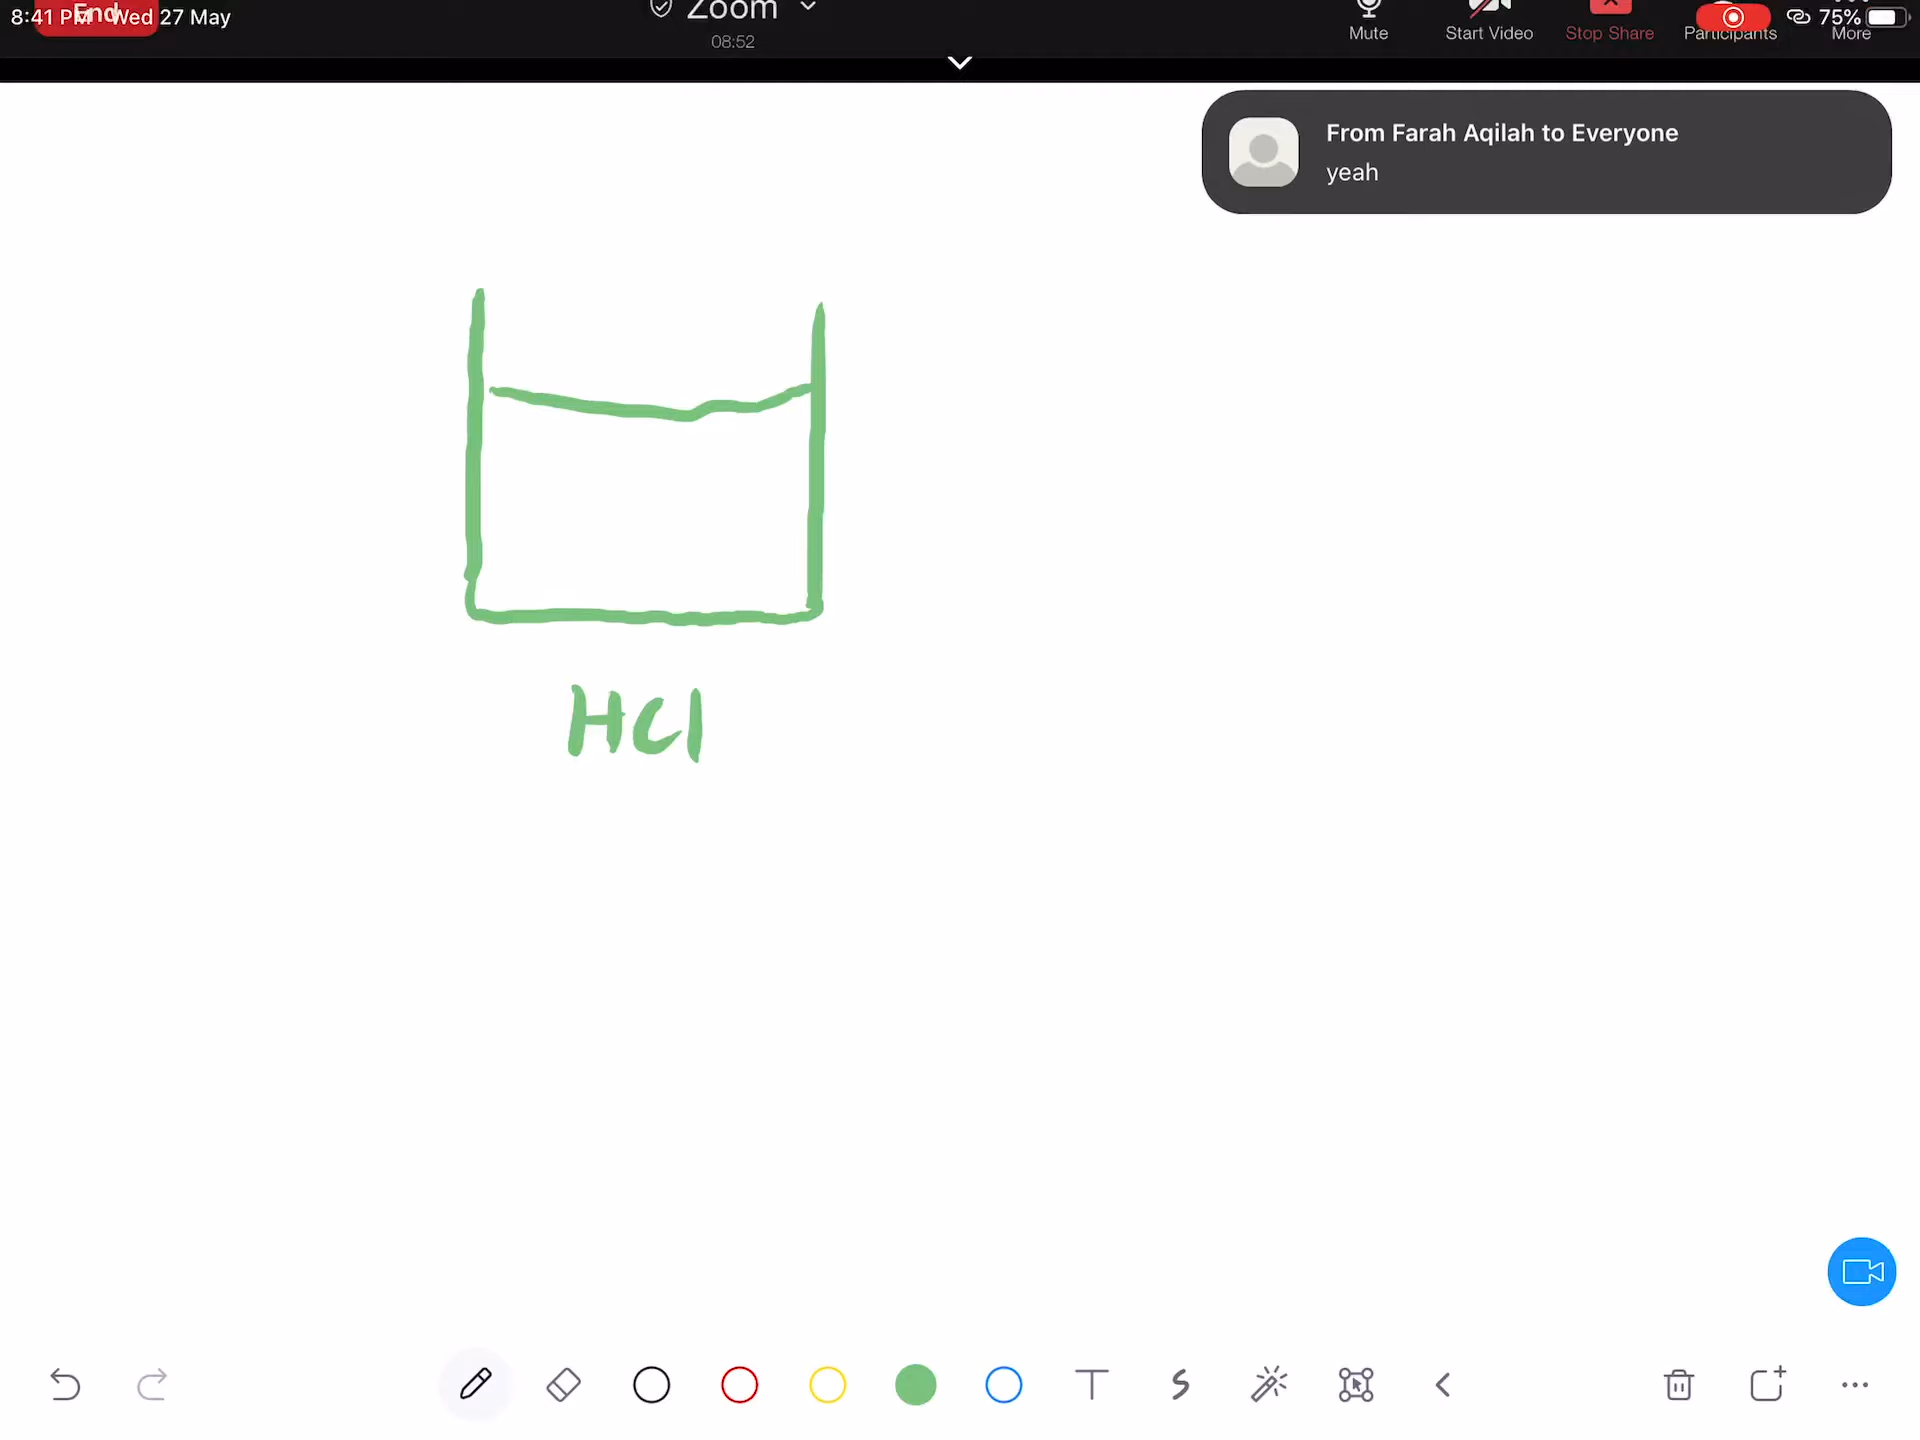 8:41 PM Wed 27 May
End
Zoom
08:52
Mute
Start Video
Stop Share
Participants
More
75%
From Farah Aqilah to Everyone
yeah
HCl